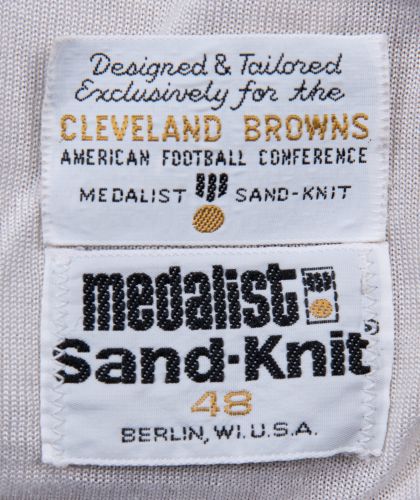 Designed & Tailored
Exclusively for the
CLEVELAND BROWNS
AMERICAN FOOTBALL CONFERENCE
MEDALIST SAND-KNIT
medalist
Sand-Knit
48
BERLIN, WI. U.S.A.